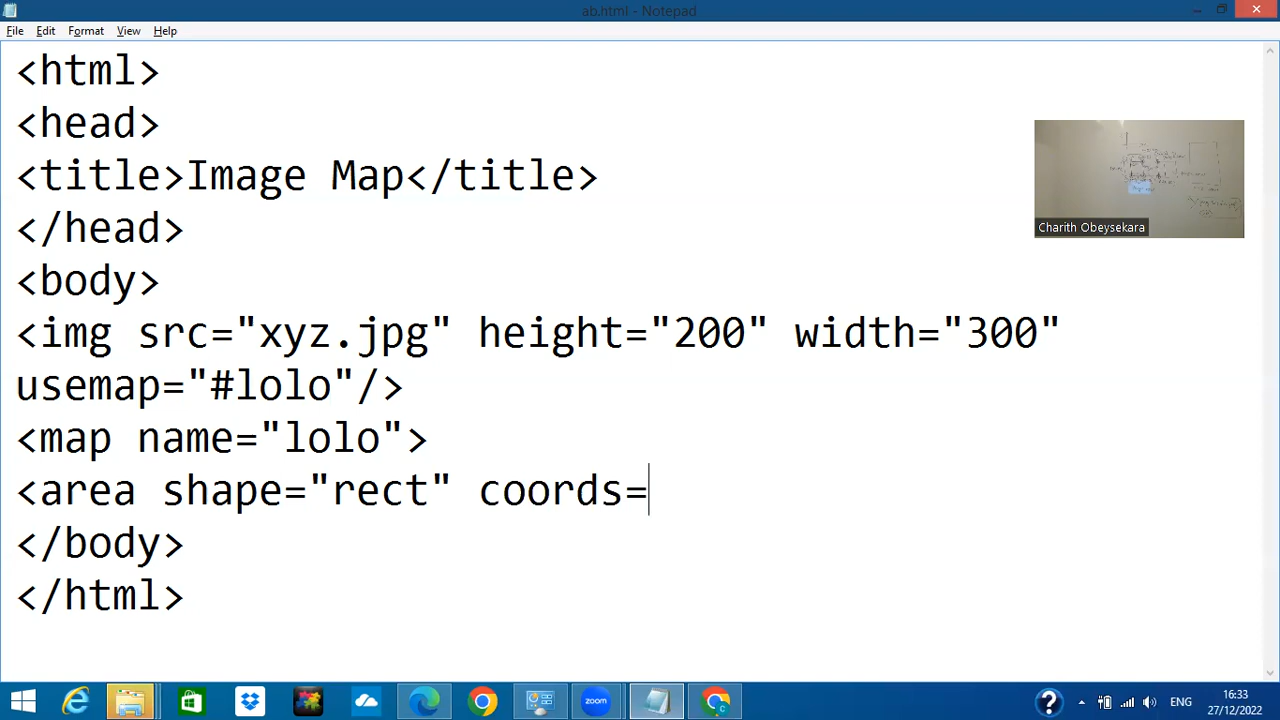 ab.html - Notepad
File Edit Format View Help
<html>
<head>
<title>Image Map</title>
</head>
<body>
<img src="xyz.jpg" height="200" width="300"
usemap="#lolo"/>
<map name="lolo">
<area shape="rect" coords=
</body>
</html>
Charith Obeysekara
zoom
ENG
16:33
27/12/2022